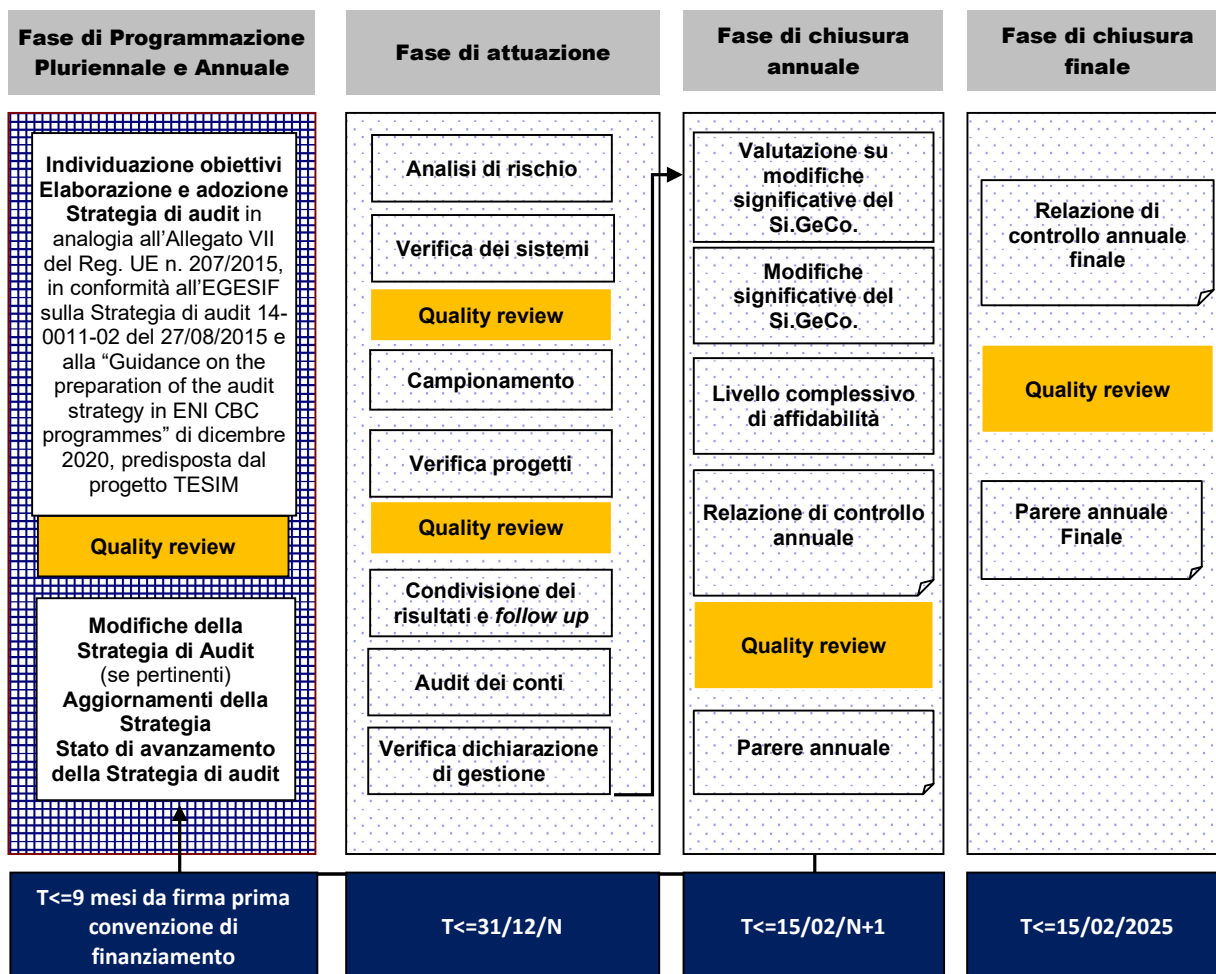 Fase di Programmazione
Pluriennale e Annuale
Individuazione obiettivi
Elaborazione e adozione
Strategia di audit in
analogia all'Allegato VII
del Reg. UE n. 207/2015,
in conformità all'EGESIF
sulla Strategia di audit 14-
0011-02 del 27/08/2015 e
alla “Guidance on the
preparation of the audit
strategy in ENI CBC
programmes” di dicembre
2020, predisposta dal
progetto TESIM
Quality review
Modifiche della
Strategia di Audit
(se pertinenti)
Aggiornamenti della
Strategia
Stato di avanzamento
della Strategia di audit
T<=9 mesi da firma prima
convenzione di
finanziamento
Fase di attuazione
Analisi di rischio
Verifica dei sistemi
Quality review
Campionamento
Verifica progetti
Quality review
Condivisione dei
risultati e follow up
Audit dei conti
Verifica dichiarazione
di gestione
T<=31/12/N
Fase di chiusura
annuale
Valutazione su
modifiche
significative del
Si.GeCo.
Modifiche
significative del
Si.GeCo.
Livello complessivo
di affidabilità
Relazione di controllo
annuale
Quality review
Parere annuale
T<=15/02/N+1
Fase di chiusura
finale
Relazione di
controllo annuale
finale
Quality review
Parere annuale
Finale
T<=15/02/2025